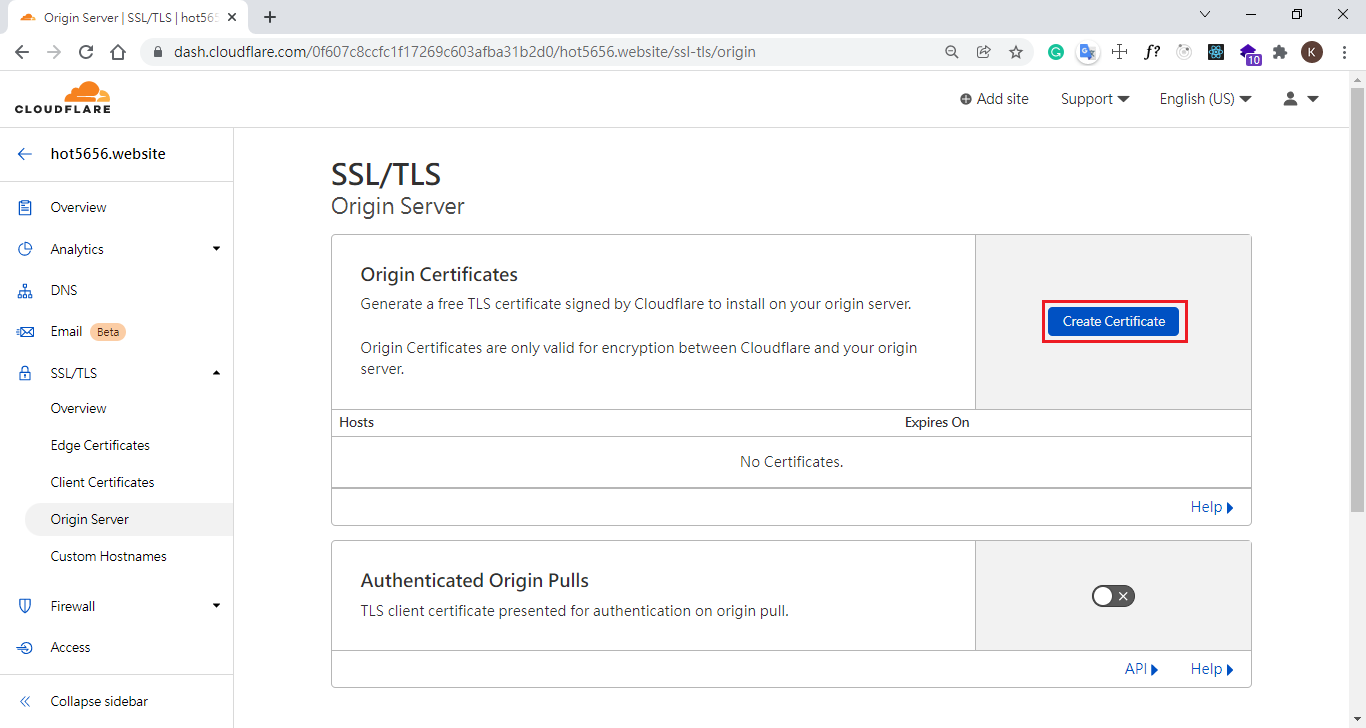 Origin Server | SSL/TLS | hot565
dash.cloudflare.com/0f607c8ccfc1f17269c603afba31b2d0/hot5656.website/ssl-tls/origin
f?
10
K
CLOUDFLARE
Add site
Support
English (US)
hot5656.website
Overview
Analytics
DNS
Email Beta
SSL/TLS
Overview
Edge Certificates
Client Certificates
Origin Server
Custom Hostnames
Firewall
Access
Collapse sidebar
SSL/TLS
Origin Server
Origin Certificates
Generate a free TLS certificate signed by Cloudflare to install on your origin server.
Origin Certificates are only valid for encryption between Cloudflare and your origin
server.
Create Certificate
Hosts Expires On
No Certificates.
Help
Authenticated Origin Pulls
TLS client certificate presented for authentication on origin pull.
API Help